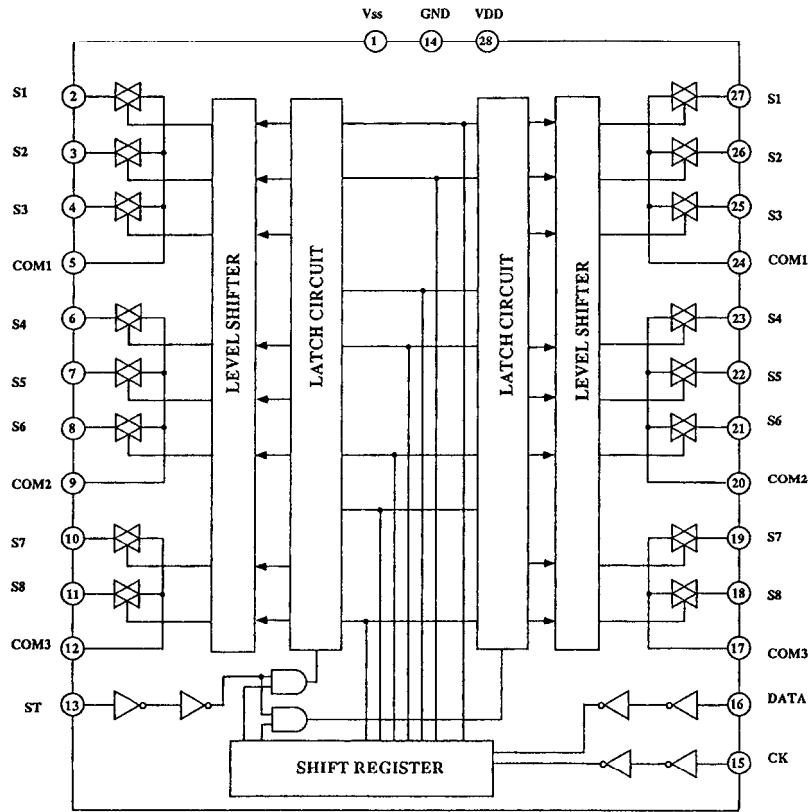 Vss GND VDD
1 14 28
S1 2 27 S1
S2 3 26 S2
S3 4 25 S3
COM1 5 24 COM1
S4 6 23 S4
S5 7 22 S5
S6 8 21 S6
COM2 9 20 COM2
S7 10 19 S7
S8 11 18 S8
COM3 12 17 COM3
LEVEL SHIFTER
LATCH CIRCUIT
LATCH CIRCUIT
LEVEL SHIFTER
ST 13 16 DATA
SHIFT REGISTER
15 CK